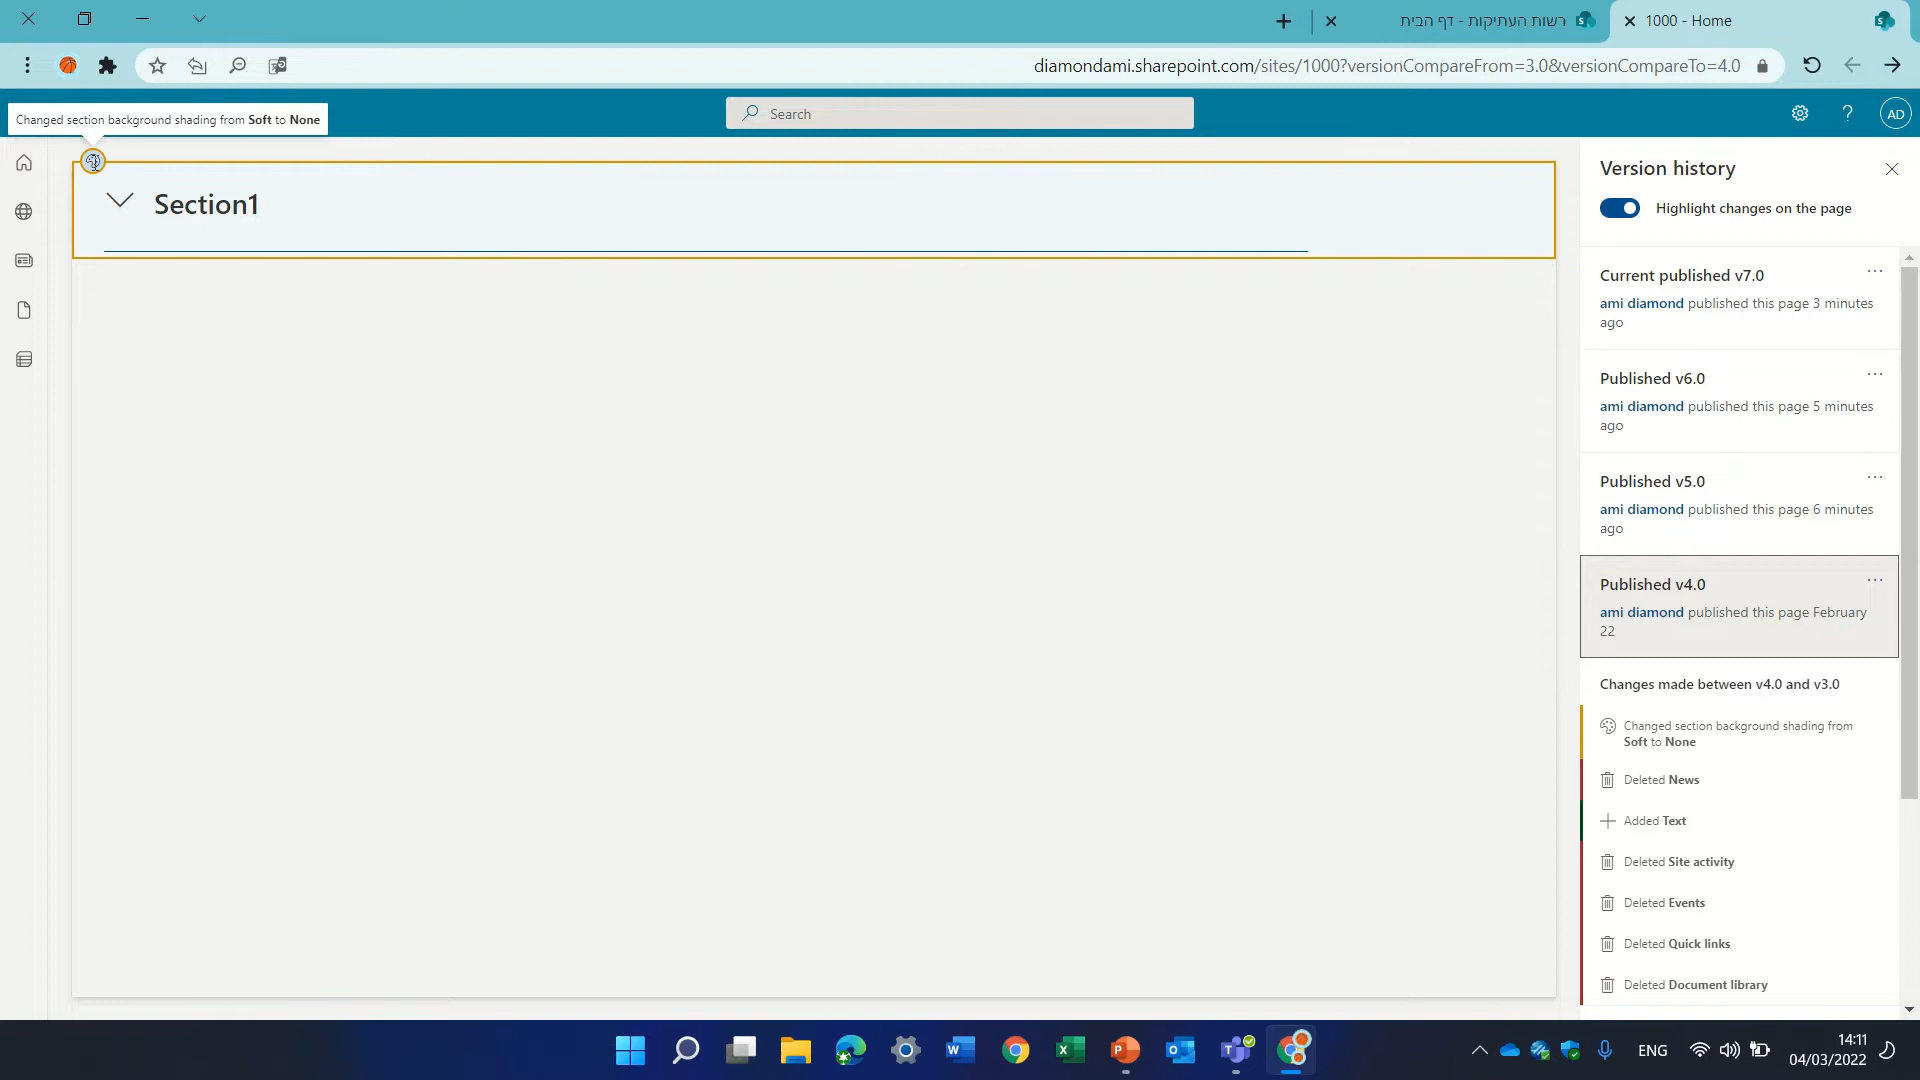 רשות העתיקות - דף הבית
1000 - Home
diamondami.sharepoint.com/sites/1000?versionCompareFrom=3.0&versionCompareTo=4.0
Changed section background shading from Soft to None
Search
AD
Section1
Version history
Highlight changes on the page
Current published v7.0
ami diamond published this page 3 minutes
ago
Published v6.0
ami diamond published this page 5 minutes
ago
Published v5.0
ami diamond published this page 6 minutes
ago
Published v4.0
ami diamond published this page February
22
Changes made between v4.0 and v3.0
Changed section background shading from
Soft to None
Deleted News
Added Text
Deleted Site activity
Deleted Events
Deleted Quick links
Deleted Document library
ENG
14:11
04/03/2022